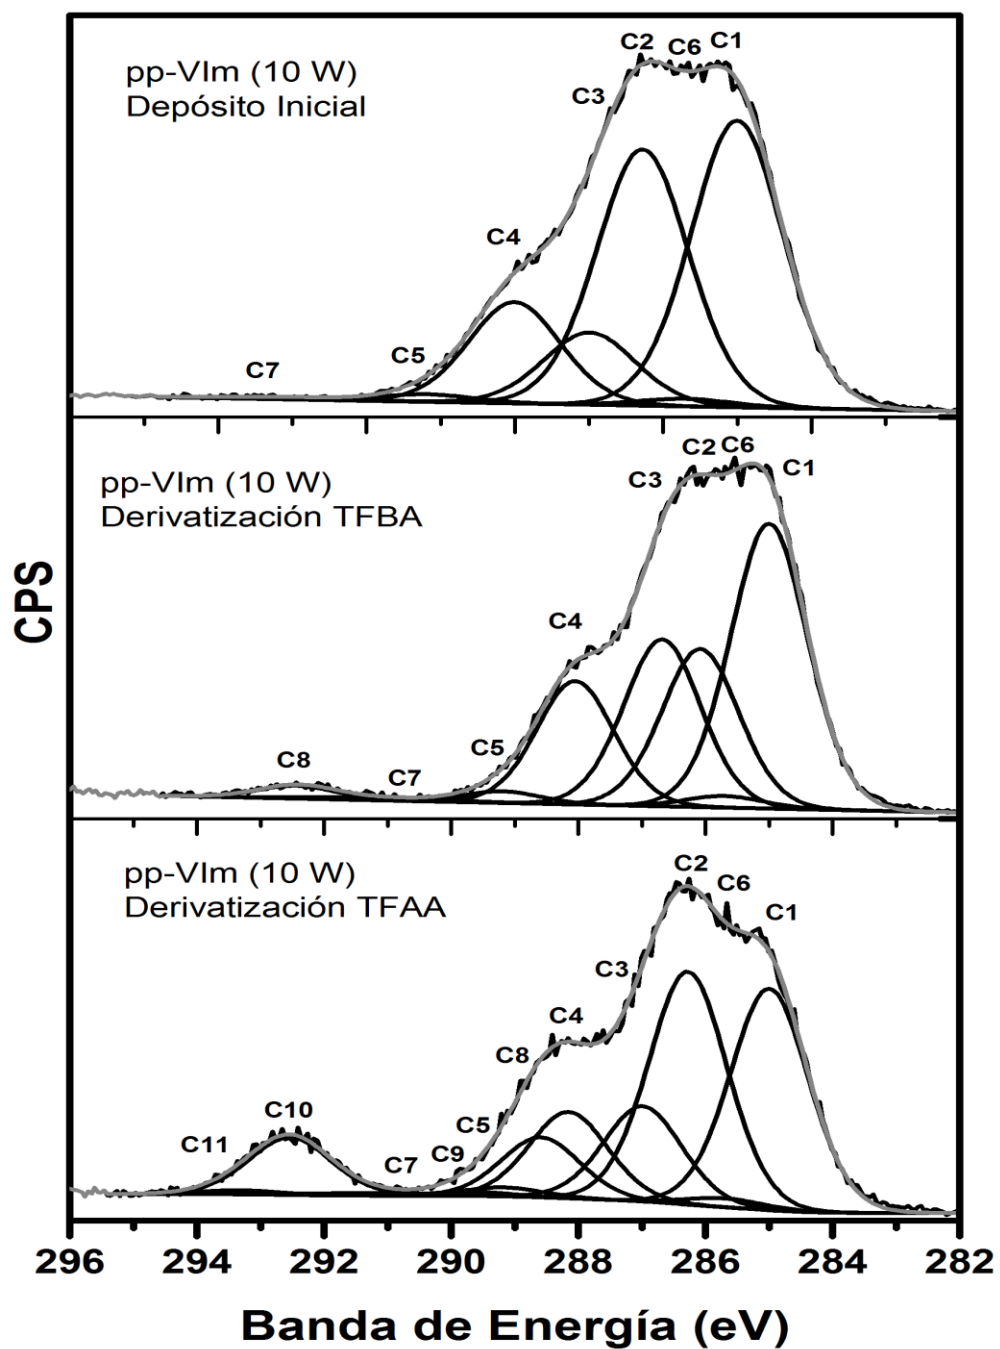 pp-VIm (10 W)
Depósito Inicial
C7
C5
C4
C3
C2
C6
C1
pp-VIm (10 W)
Derivatización TFBA
C8
C7
C5
C4
C3
C2
C6
C1
pp-VIm (10 W)
Derivatización TFAA
C11
C10
C7
C9
C5
C8
C4
C3
C2
C6
C1
CPS
296 294 292 290 288 286 284 282
Banda de Energía (eV)